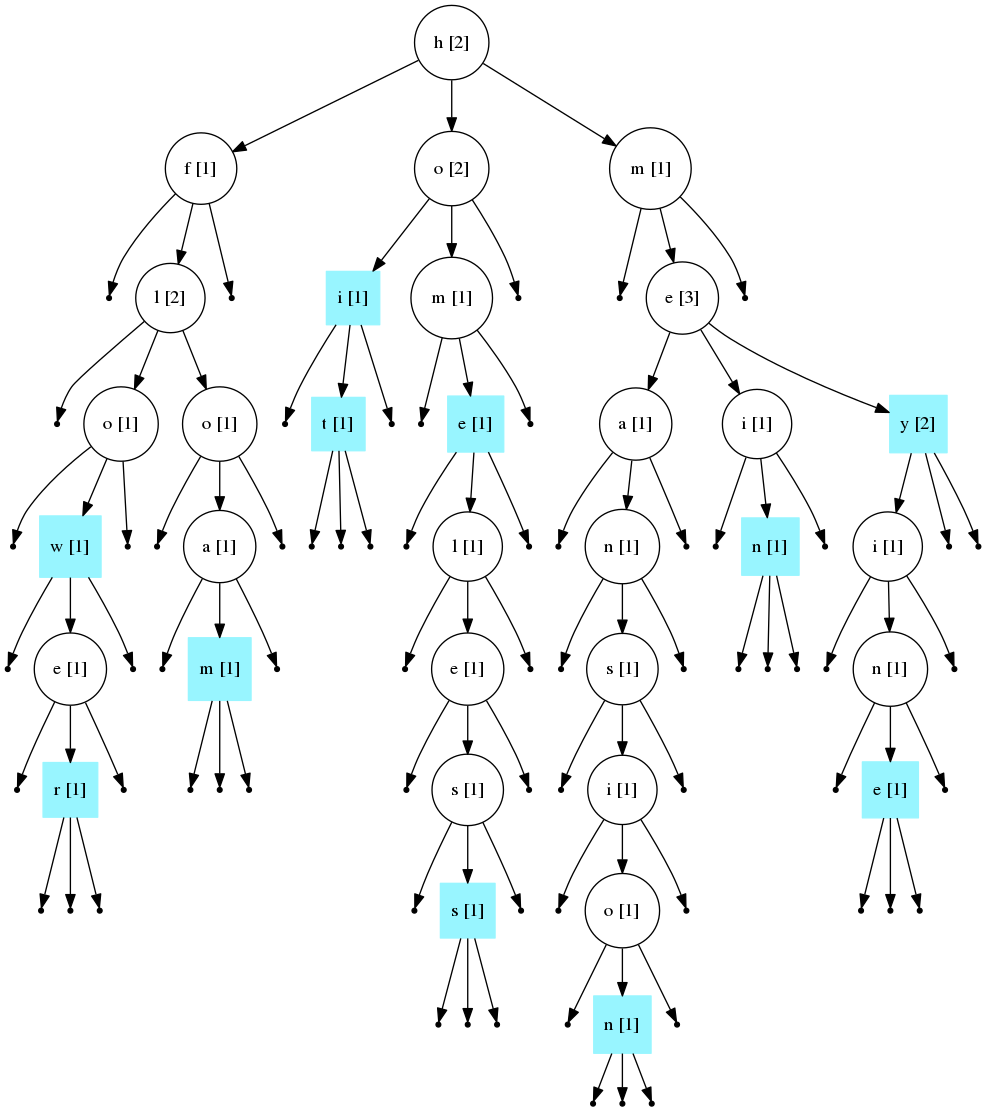 h [2]
f [1]
o [2]
m [1]
l [2]
i [1]
m [1]
e [3]
o [1]
o [1]
t [1]
e [1]
a [1]
i [1]
y [2]
w [1]
a [1]
l [1]
n [1]
n [1]
i [1]
e [1]
m [1]
e [1]
s [1]
n [1]
r [1]
s [1]
i [1]
e [1]
s [1]
o [1]
n [1]